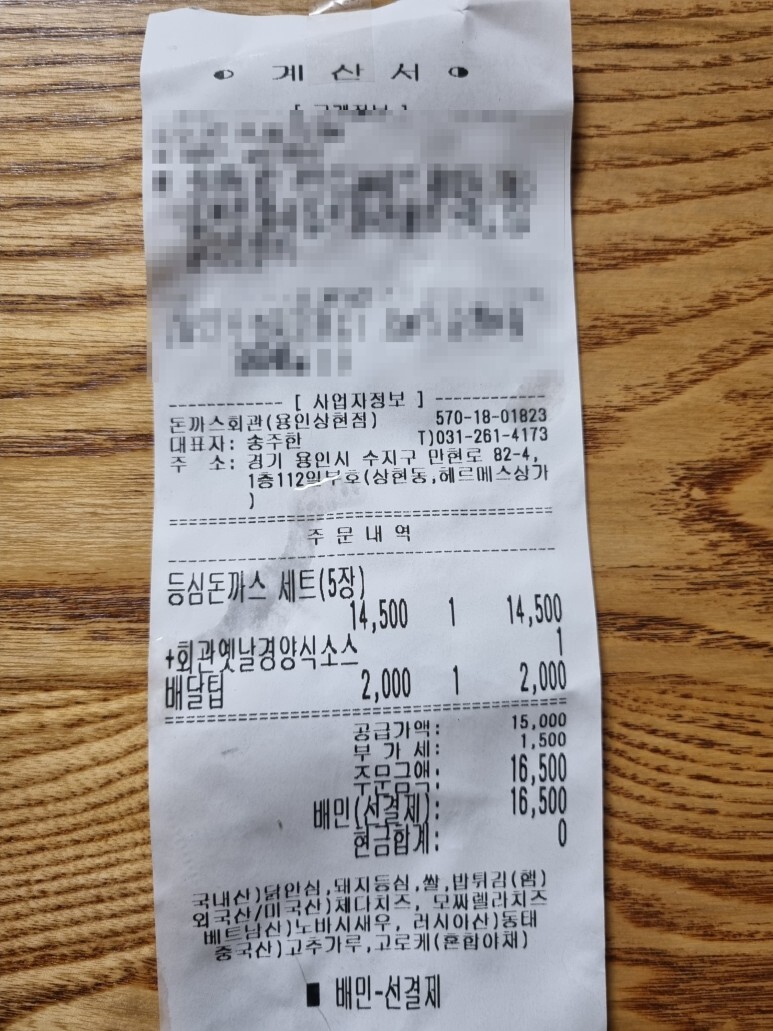 계 산 서
[ 고객정보 ]
------------ [ 사업자정보 ] ------------
돈까스회관(용인상현점) 570-18-01823
대표자: 송주한 T)031-261-4173
주 소: 경기 용인시 수지구 만현로 82-4,
1층112일부호(상현동,헤르메스상가
)
주 문 내 역
등심돈까스 세트(5장)
14,500 1 14,500
+회관옛날경양식소스 1
배달팁 2,000 1 2,000
공급가액: 15,000
부 가 세: 1,500
주문금액: 16,500
배민(선결제): 16,500
현금합계: 0
국내산)닭안심,돼지등심,쌀,밥튀김(햄)
외국산/미국산)체다치즈, 모짜렐라치즈
베트남산)노바시새우, 러시아산)동태
중국산)고추가루,고로케(혼합야채)
■ 배민-선결제